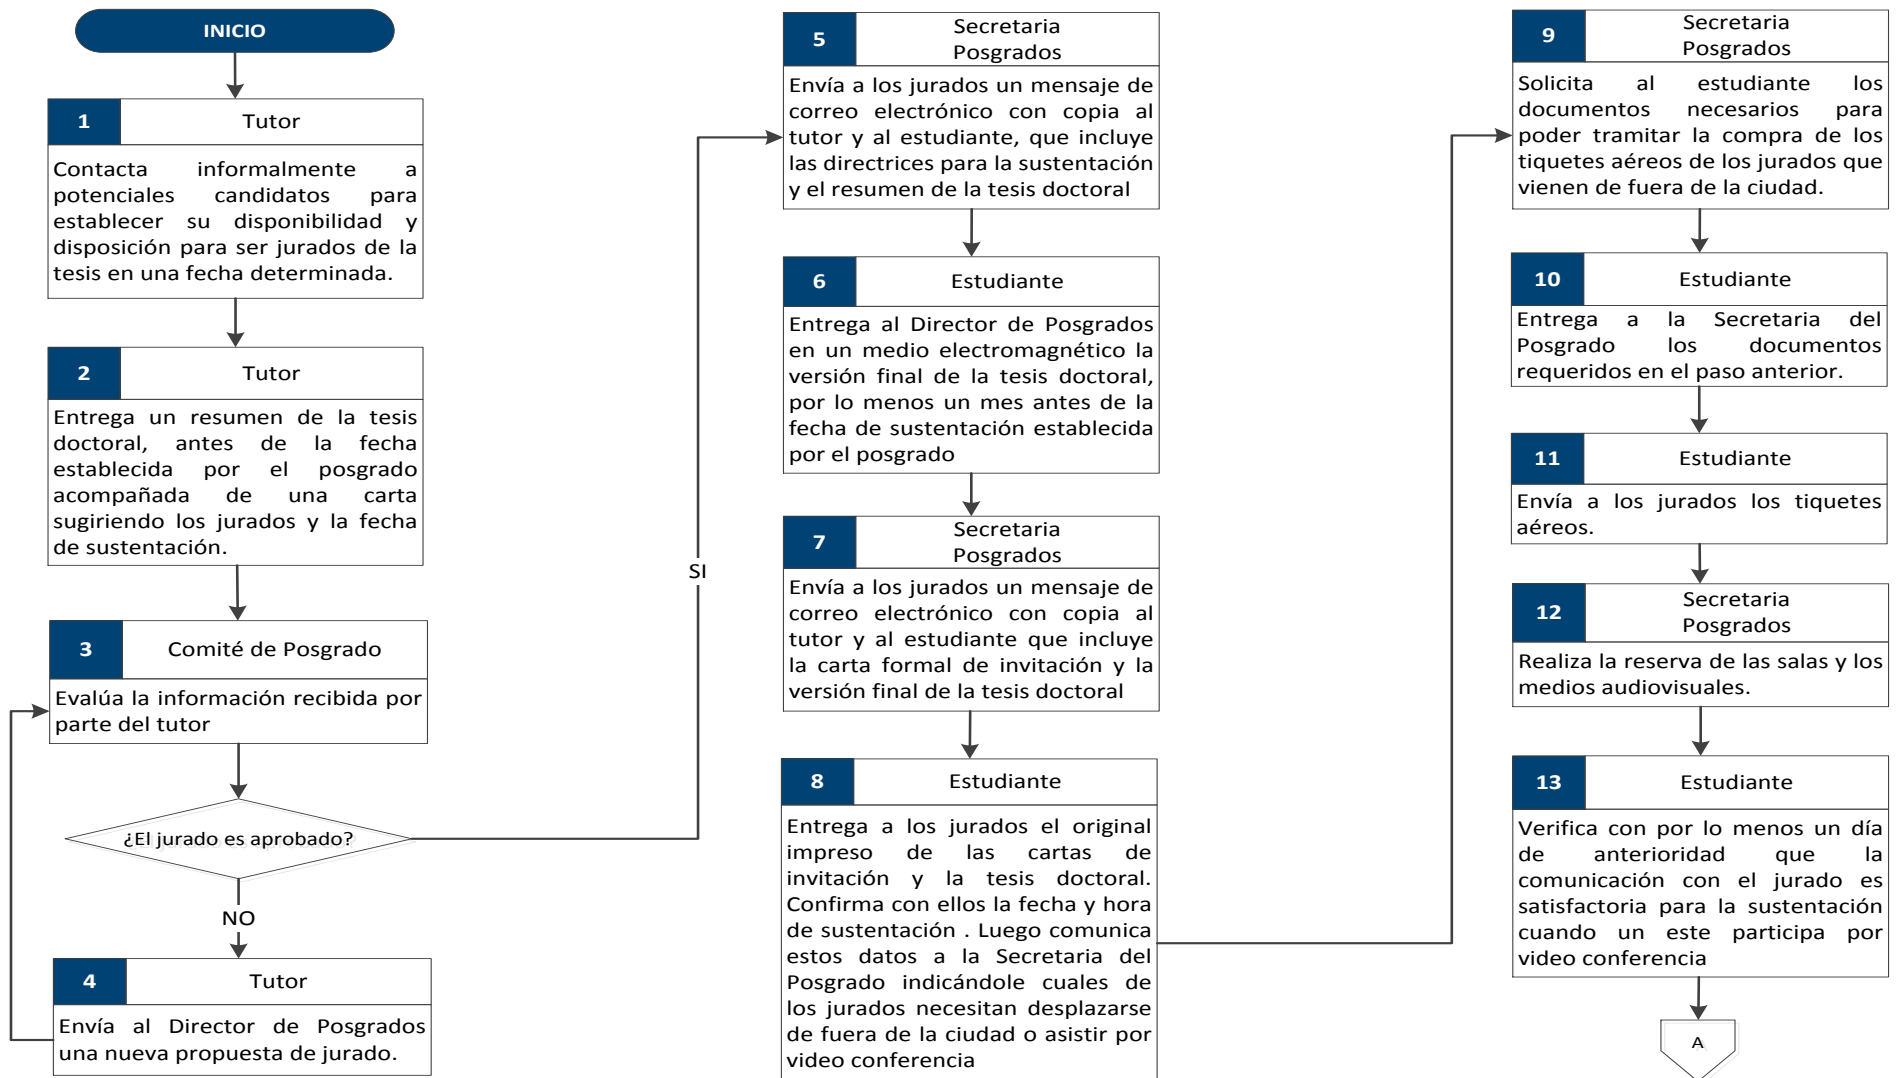 INICIO
1
Tutor
Contacta informalmente a
potenciales candidatos para
establecer su disponibilidad y
disposición para ser jurados de la
tesis en una fecha determinada.
2
Tutor
Entrega un resumen de la tesis
doctoral, antes de la fecha
establecida por el posgrado
acompañada de una carta
sugiriendo los jurados y la fecha
de sustentación.
3
Comité de Posgrado
Evalúa la información recibida por
parte del tutor
¿El jurado es aprobado?
NO
4
Tutor
Envía al Director de Posgrados
una nueva propuesta de jurado.
SI
5
Secretaria
Posgrados
Envía a los jurados un mensaje de
correo electrónico con copia al
tutor y al estudiante, que incluye
las directrices para la sustentación
y el resumen de la tesis doctoral
6
Estudiante
Entrega al Director de Posgrados
en un medio electromagnético la
versión final de la tesis doctoral,
por lo menos un mes antes de la
fecha de sustentación establecida
por el posgrado
7
Secretaria
Posgrados
Envía a los jurados un mensaje de
correo electrónico con copia al
tutor y al estudiante que incluye
la carta formal de invitación y la
versión final de la tesis doctoral
8
Estudiante
Entrega a los jurados el original
impreso de las cartas de
invitación y la tesis doctoral.
Confirma con ellos la fecha y hora
de sustentación . Luego comunica
estos datos a la Secretaria del
Posgrado indicándole cuales de
los jurados necesitan desplazarse
de fuera de la ciudad o asistir por
video conferencia
9
Secretaria
Posgrados
Solicita al estudiante los
documentos necesarios para
poder tramitar la compra de los
tiquetes aéreos de los jurados que
vienen de fuera de la ciudad.
10
Estudiante
Entrega a la Secretaria del
Posgrado los documentos
requeridos en el paso anterior.
11
Estudiante
Envía a los jurados los tiquetes
aéreos.
12
Secretaria
Posgrados
Realiza la reserva de las salas y los
medios audiovisuales.
13
Estudiante
Verifica con por lo menos un día
de anterioridad que la
comunicación con el jurado es
satisfactoria para la sustentación
cuando un este participa por
video conferencia
A